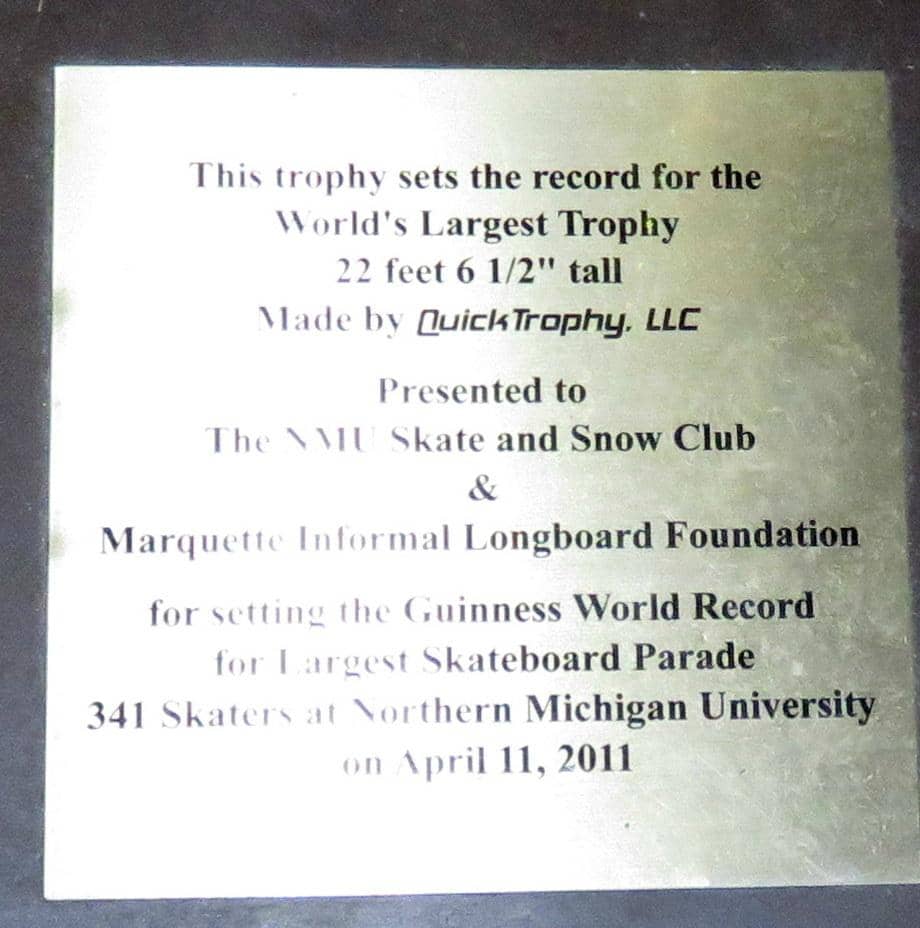 This trophy sets the record for the
World's Largest Trophy
22 feet 6 1/2" tall
Made by QuickTrophy, LLC
Presented to
The NMU Skate and Snow Club
&
Marquette Informal Longboard Foundation
for setting the Guinness World Record
for Largest Skateboard Parade
341 Skaters at Northern Michigan University
on April 11, 2011